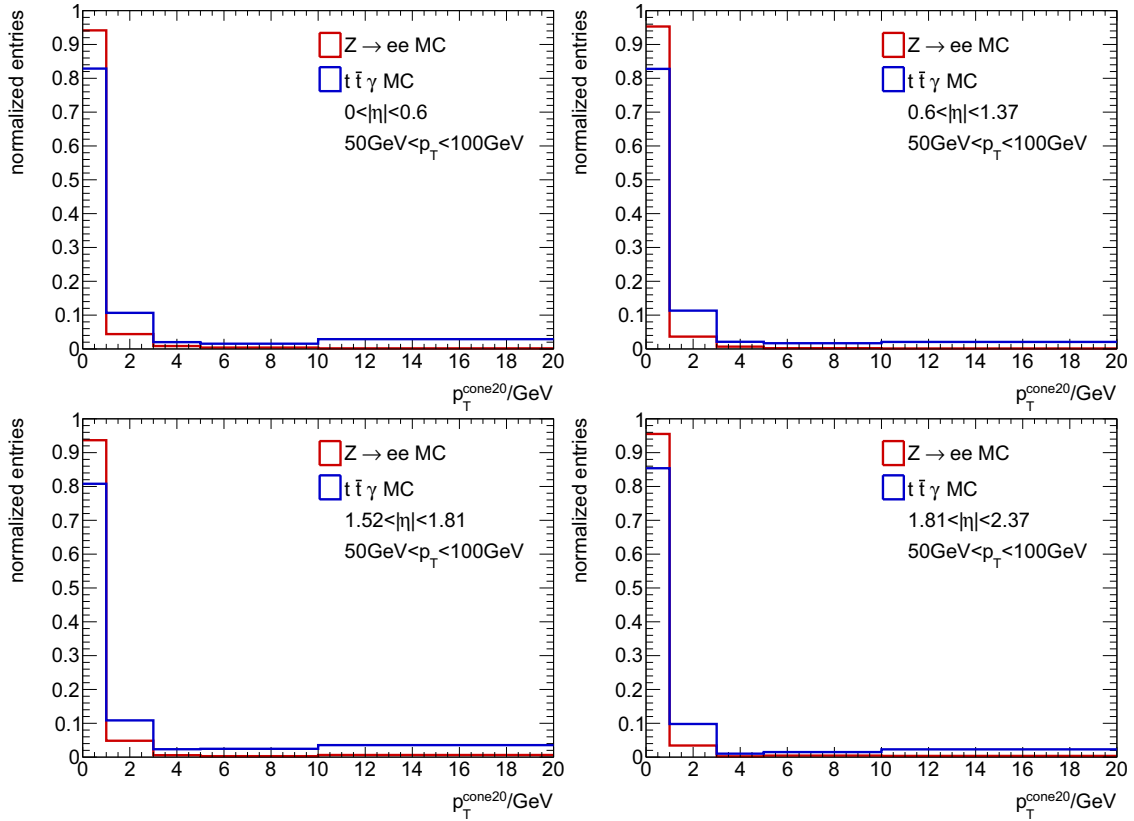 normalized entries
1
0.9
0.8
0.7
0.6
0.5
0.4
0.3
0.2
0.1
0
Z → ee MC
t t̄ γ MC
0<|η|<0.6
50GeV<p_T<100GeV
0 2 4 6 8 10 12 14 16 18 20
p_T^cone20/GeV
normalized entries
1
0.9
0.8
0.7
0.6
0.5
0.4
0.3
0.2
0.1
0
Z → ee MC
t t̄ γ MC
0.6<|η|<1.37
50GeV<p_T<100GeV
0 2 4 6 8 10 12 14 16 18 20
p_T^cone20/GeV
normalized entries
1
0.9
0.8
0.7
0.6
0.5
0.4
0.3
0.2
0.1
0
Z → ee MC
t t̄ γ MC
1.52<|η|<1.81
50GeV<p_T<100GeV
0 2 4 6 8 10 12 14 16 18 20
p_T^cone20/GeV
normalized entries
1
0.9
0.8
0.7
0.6
0.5
0.4
0.3
0.2
0.1
0
Z → ee MC
t t̄ γ MC
1.81<|η|<2.37
50GeV<p_T<100GeV
0 2 4 6 8 10 12 14 16 18 20
p_T^cone20/GeV